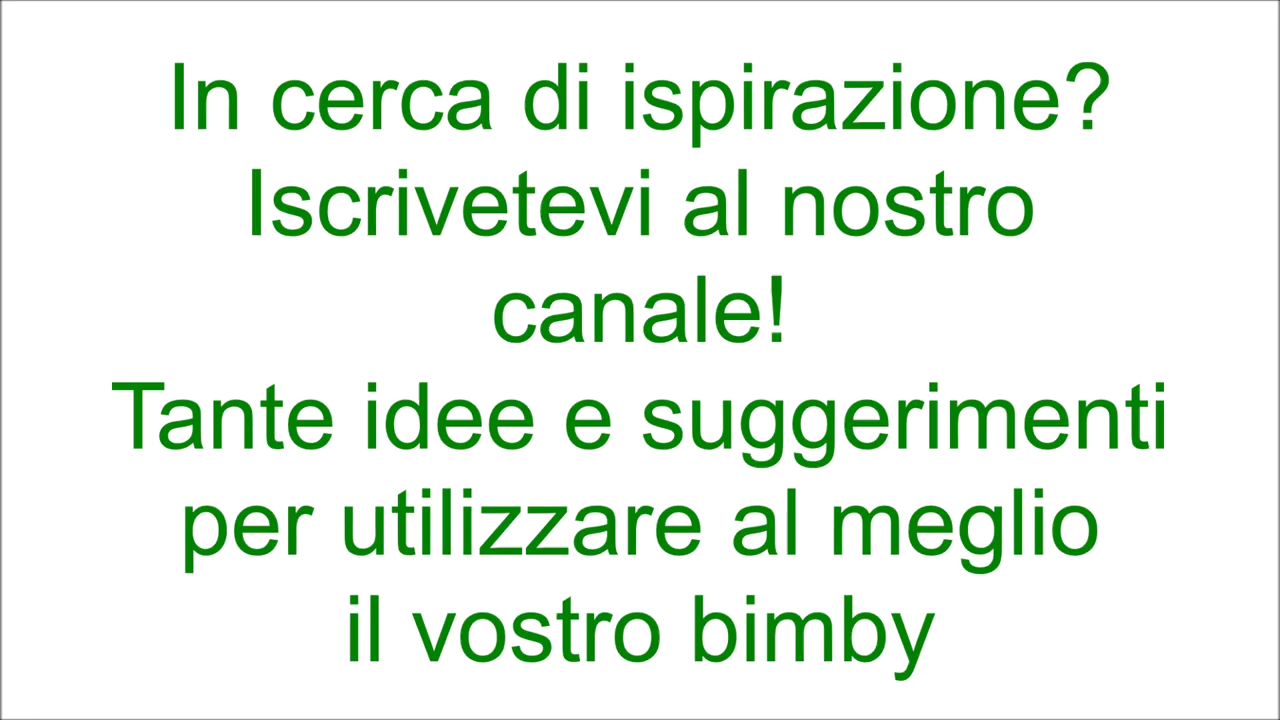 In cerca di ispirazione?
Iscrivetevi al nostro
canale!
Tante idee e suggerimenti
per utilizzare al meglio
il vostro bimby